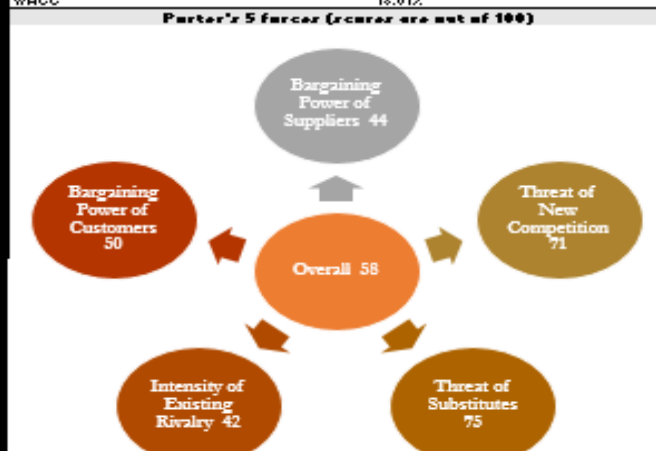 WACC
Porter's 5 forces (scores are out of 100)
Bargaining
Power of
Suppliers 44
Bargaining
Power of
Customers
50
Threat of
New
Competition
71
Overall 58
Intensity of
Existing
Rivalry 42
Threat of
Substitutes
75